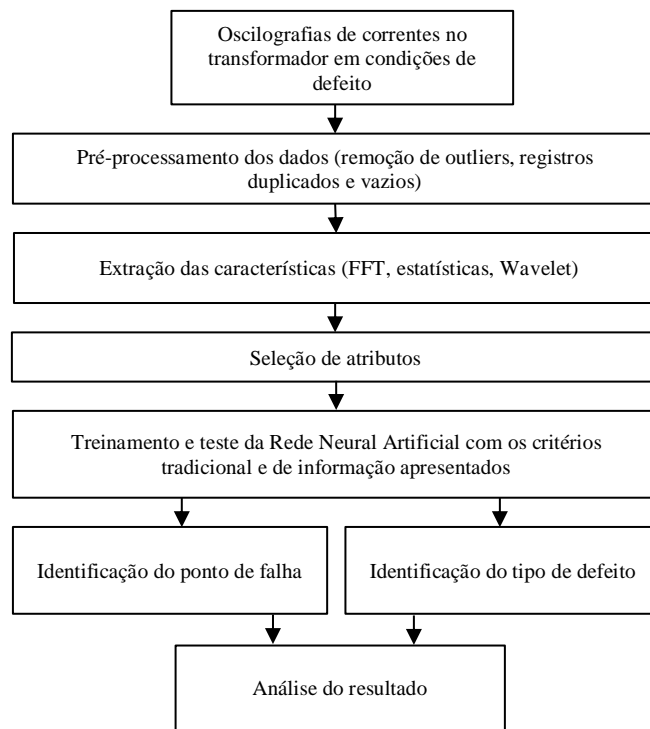 Oscilografias de correntes no
transformador em condições de
defeito
Pré-processamento dos dados (remoção de outliers, registros
duplicados e vazios)
Extração das características (FFT, estatísticas, Wavelet)
Seleção de atributos
Treinamento e teste da Rede Neural Artificial com os critérios
tradicional e de informação apresentados
Identificação do ponto de falha
Identificação do tipo de defeito
Análise do resultado